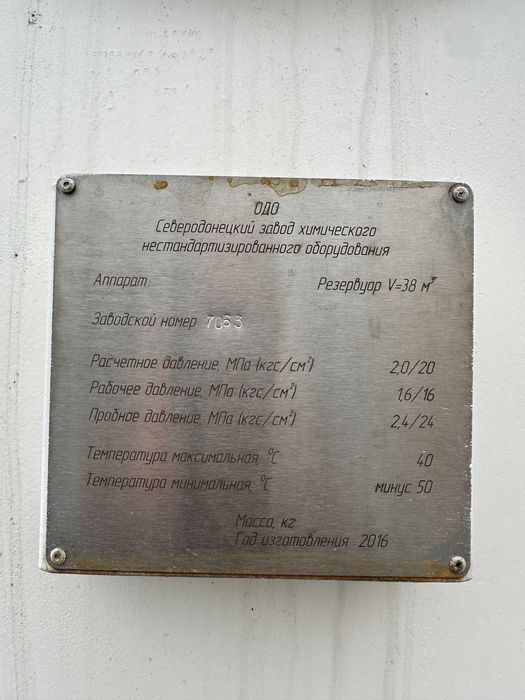 ОДО
Северодонецкий завод химического
нестандартизированного оборудования
Аппарат Резервуар V=38 м³
Заводской номер 7063
Расчетное давление, МПа (кгс/см²) 2,0/20
Рабочее давление, МПа (кгс/см²) 1,6/16
Пробное давление, МПа (кгс/см²) 2,4/24
Температура максимальная, °С 40
Температура минимальная, °С минус 50
Масса, кг
Год изготовления 2016